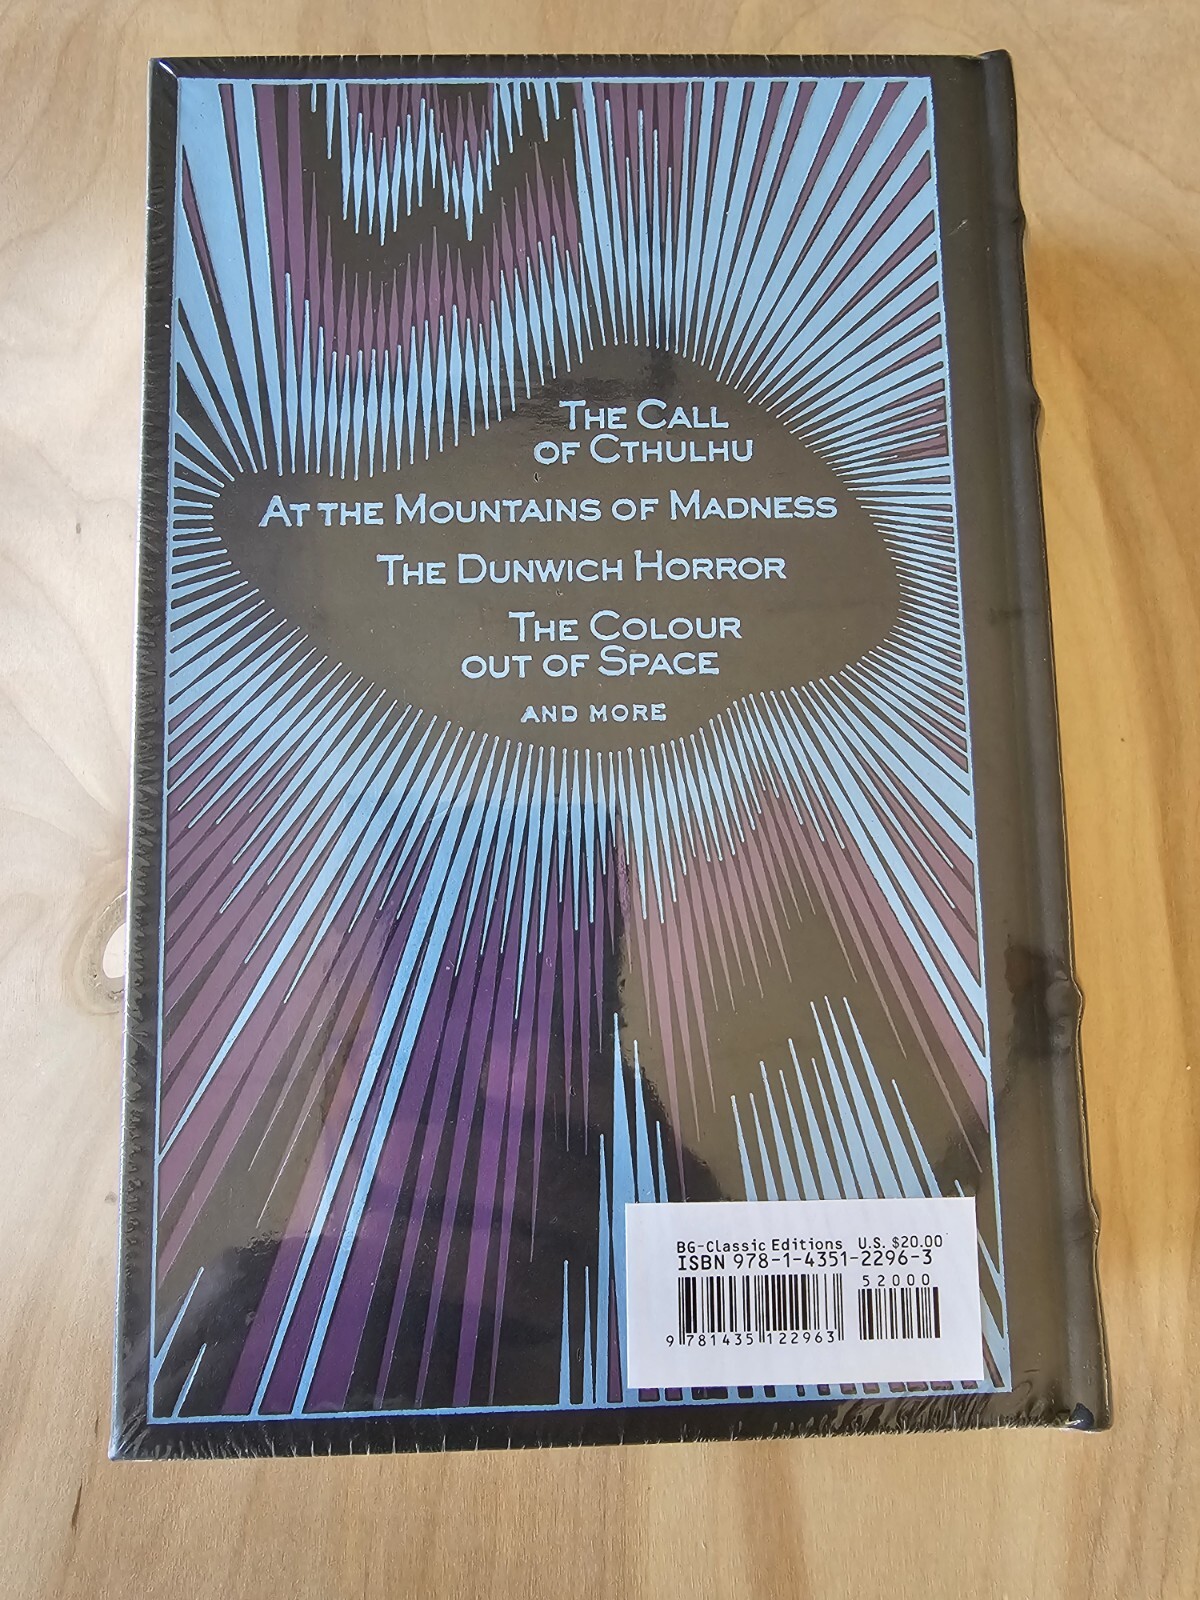 THE CALL
OF CTHULHU
AT THE MOUNTAINS OF MADNESS
THE DUNWICH HORROR
THE COLOUR
OUT OF SPACE
AND MORE
BG-Classic Editions U.S. $20.00
ISBN 978-1-4351-2296-3
52000
9 781435 122963